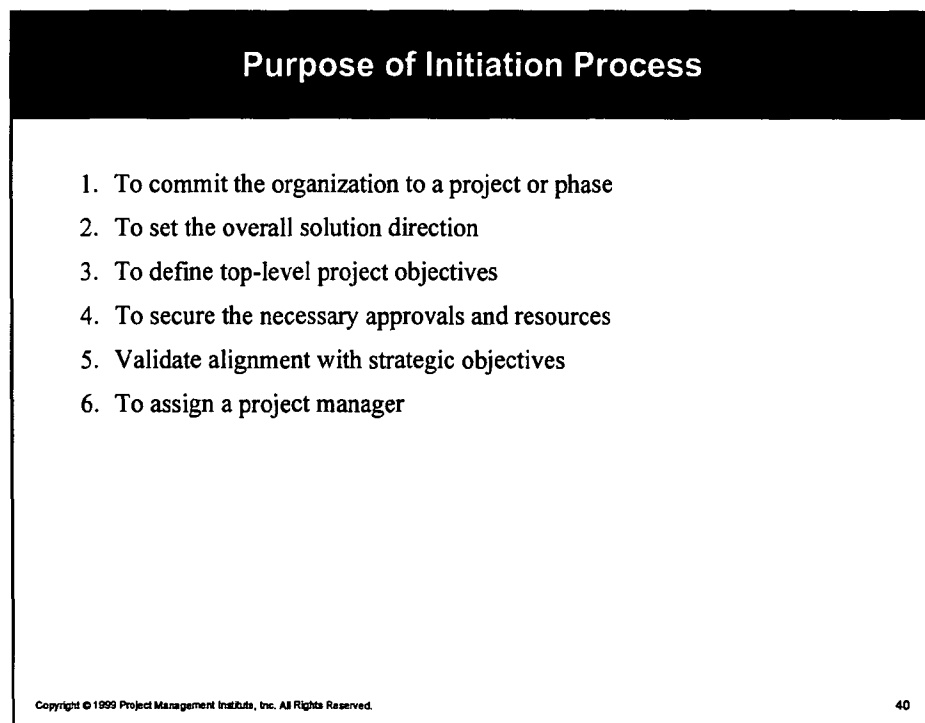 Purpose of Initiation Process
1. To commit the organization to a project or phase
2. To set the overall solution direction
3. To define top-level project objectives
4. To secure the necessary approvals and resources
5. Validate alignment with strategic objectives
6. To assign a project manager
Copyright © 1999 Project Management Institute, Inc. All Rights Reserved.
40